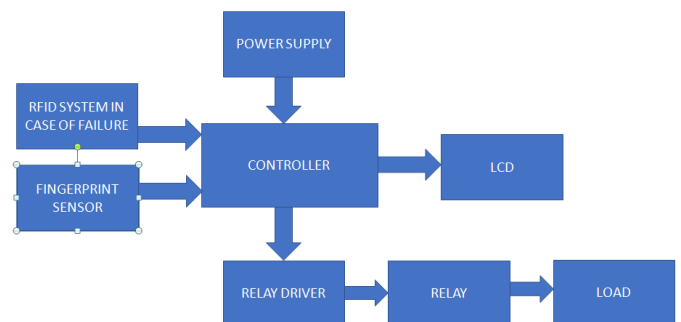 POWER SUPPLY
RFID SYSTEM IN
CASE OF FAILURE
CONTROLLER
LCD
FINGERPRINT
SENSOR
RELAY DRIVER
RELAY
LOAD